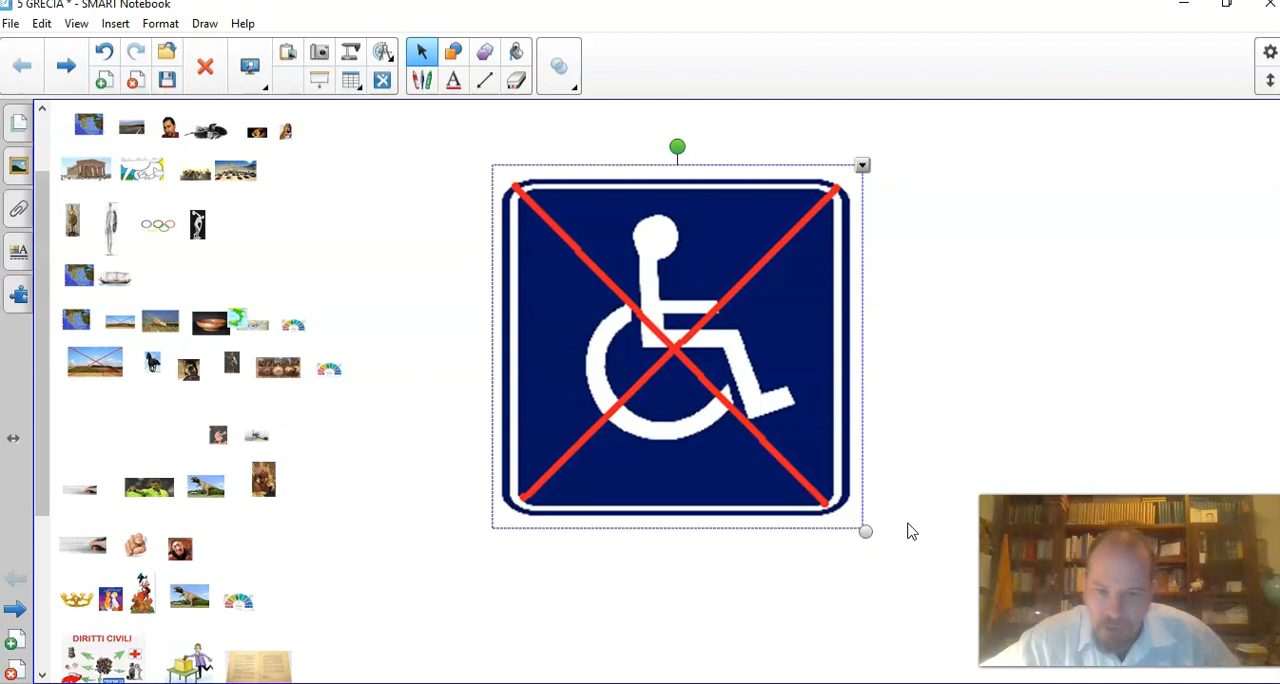 5 GRECIA * - SMART Notebook
File Edit View Insert Format Draw Help
DIRITTI CIVILI